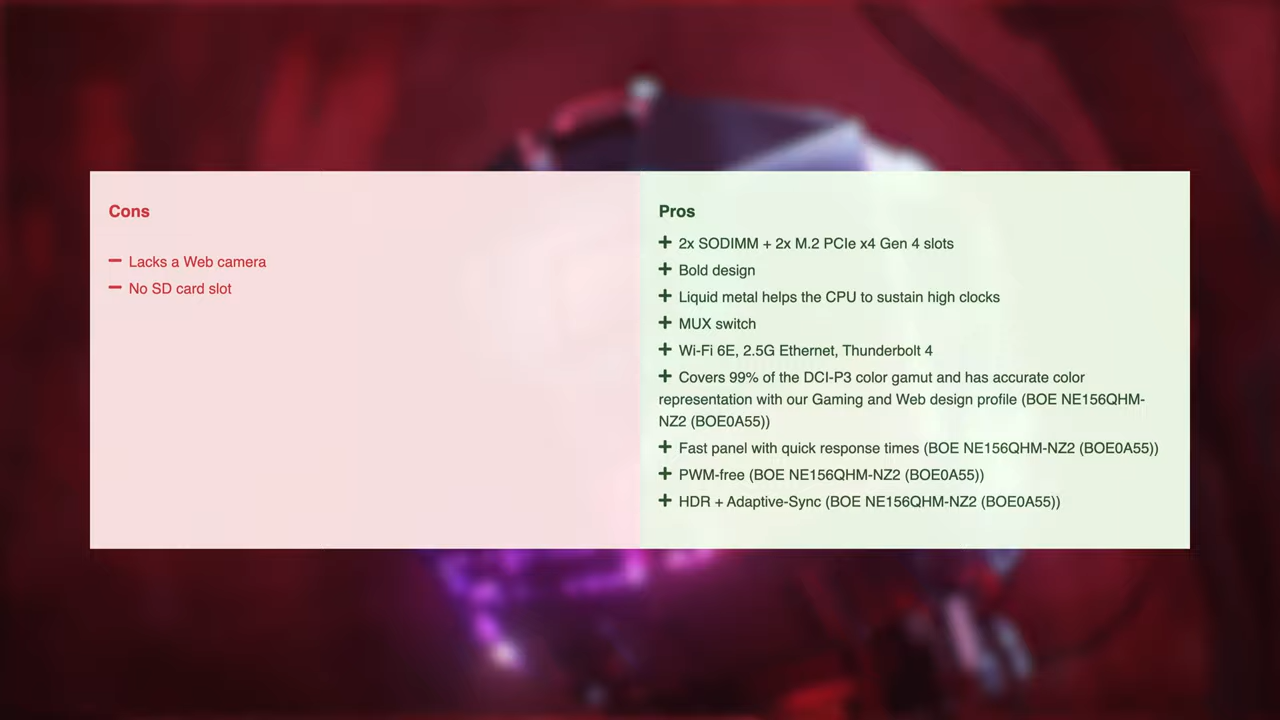 Cons
− Lacks a Web camera
− No SD card slot
Pros
+ 2x SODIMM + 2x M.2 PCIe x4 Gen 4 slots
+ Bold design
+ Liquid metal helps the CPU to sustain high clocks
+ MUX switch
+ Wi-Fi 6E, 2.5G Ethernet, Thunderbolt 4
+ Covers 99% of the DCI-P3 color gamut and has accurate color
representation with our Gaming and Web design profile (BOE NE156QHM-
NZ2 (BOE0A55))
+ Fast panel with quick response times (BOE NE156QHM-NZ2 (BOE0A55))
+ PWM-free (BOE NE156QHM-NZ2 (BOE0A55))
+ HDR + Adaptive-Sync (BOE NE156QHM-NZ2 (BOE0A55))